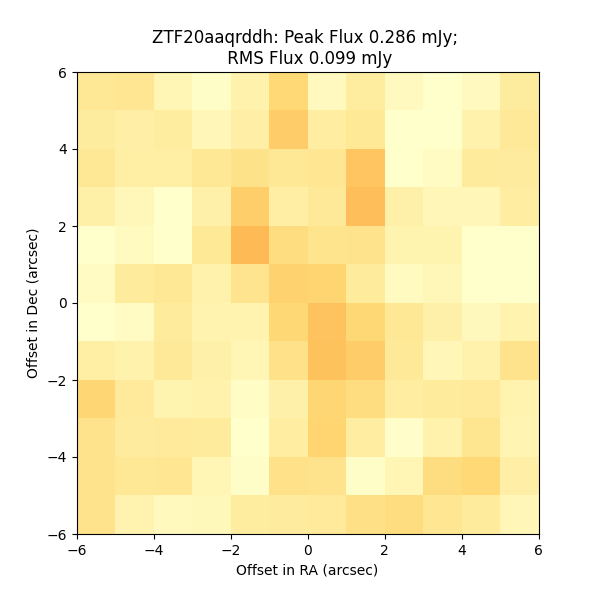 ZTF20aaqrddh: Peak Flux 0.286 mJy;
RMS Flux 0.099 mJy
6
4
2
0
−2
−4
−6
Offset in Dec (arcsec)
−6 −4 −2 0 2 4 6
Offset in RA (arcsec)